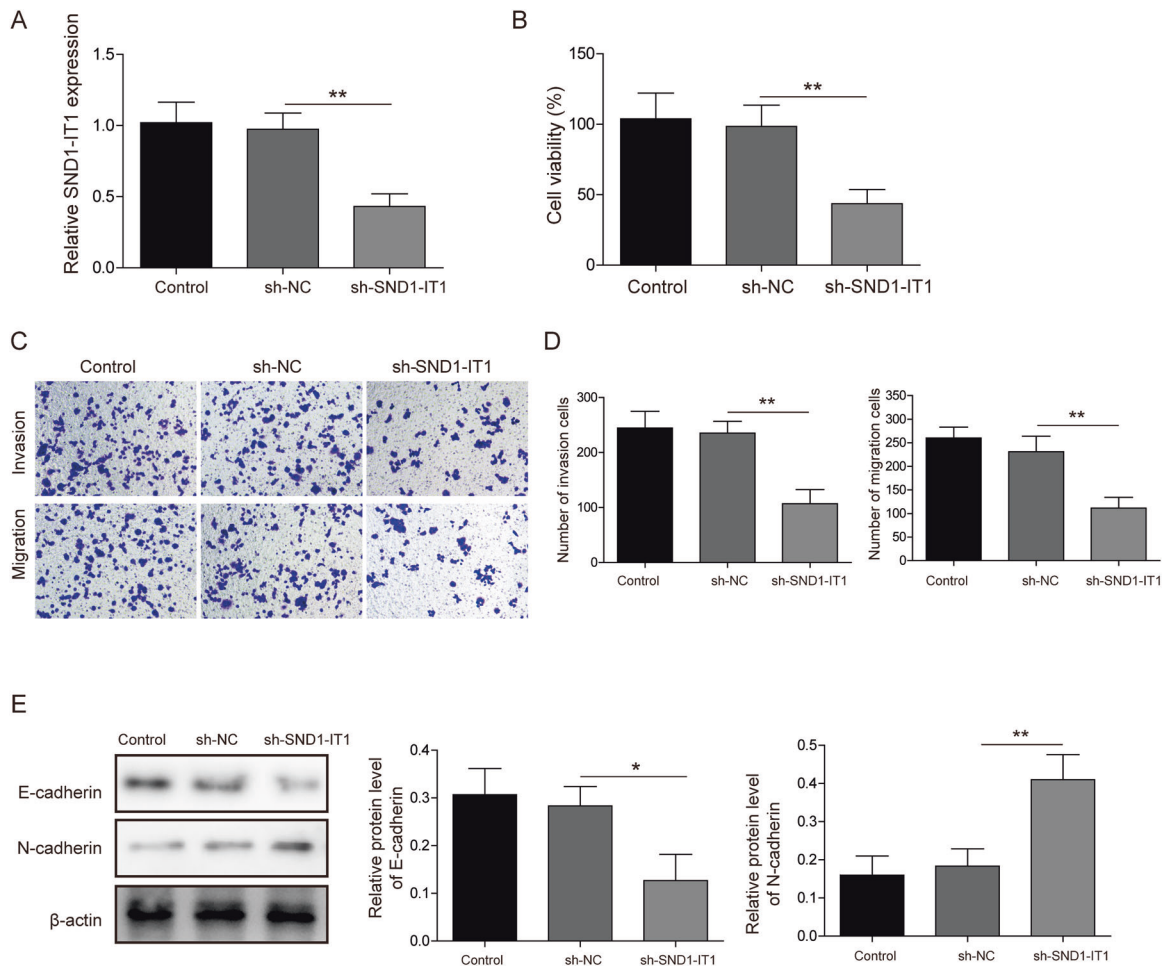 A
Relative SND1-IT1 expression
1.5
1.0
0.5
0.0
**
Control
sh-NC
sh-SND1-IT1
B
Cell viability (%)
150
100
50
0
**
Control
sh-NC
sh-SND1-IT1
C
Control
sh-NC
sh-SND1-IT1
Invasion
Migration
D
Number of invasion cells
300
200
100
0
**
Control
sh-NC
sh-SND1-IT1
Number of migration cells
350
300
250
200
150
100
50
0
**
Control
sh-NC
sh-SND1-IT1
E
Control
sh-NC
sh-SND1-IT1
E-cadherin
N-cadherin
β-actin
Relative protein level
of E-cadherin
0.4
0.3
0.2
0.1
0.0
*
Control
sh-NC
sh-SND1-IT1
Relative protein level
of N-cadherin
0.5
0.4
0.3
0.2
0.1
0.0
**
Control
sh-NC
sh-SND1-IT1